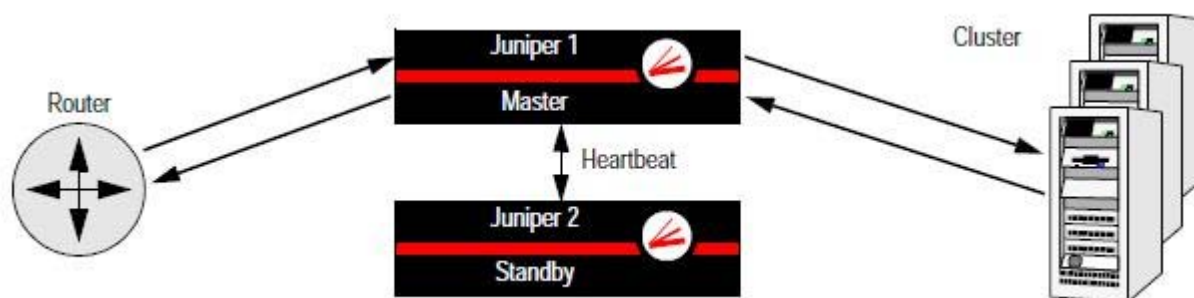 Juniper 1
Cluster
Router
Master
Heartbeat
Juniper 2
Standby